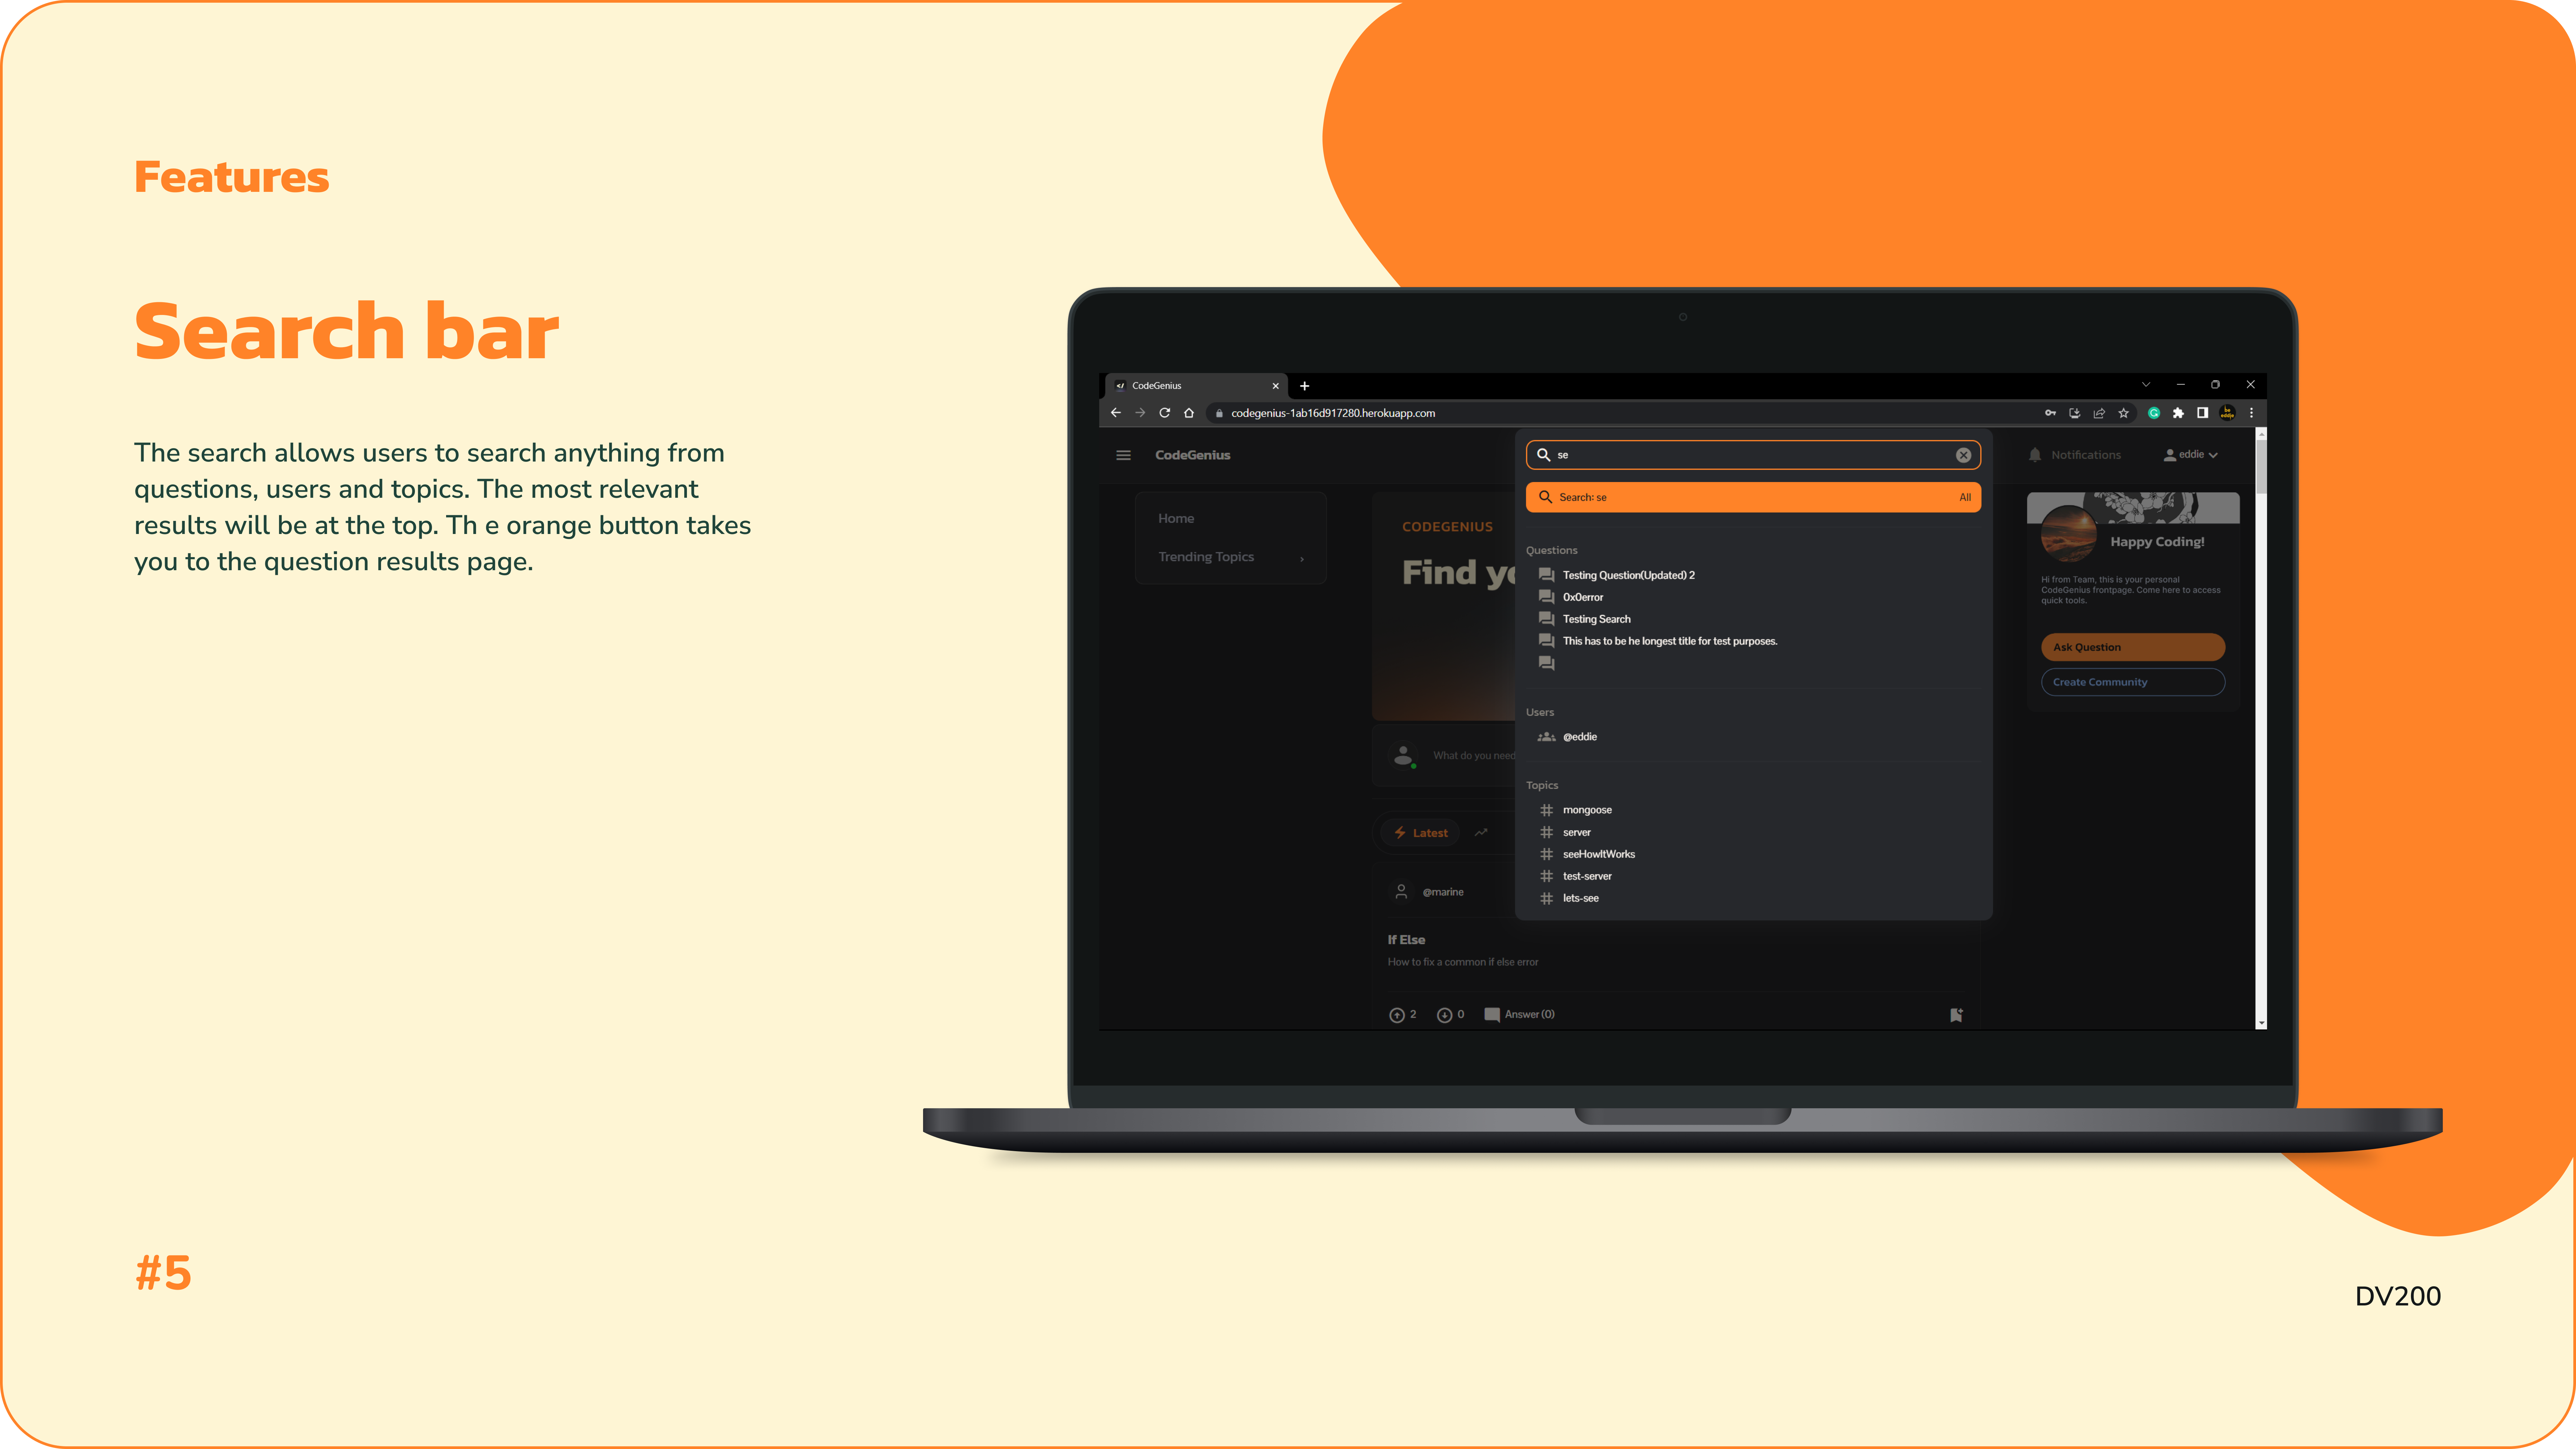 Features
Search bar
The search allows users to search anything from
questions, users and topics. The most relevant
results will be at the top. Th e orange button takes
you to the question results page.
#5
DV200
CodeGenius
codegenius-1ab16d917280.herokuapp.com
be
eddie
CodeGenius
se
Notifications
eddie
Search: se
All
Home
Trending Topics
CODEGENIUS
Find yo
Questions
Testing Question(Updated) 2
0x0error
Testing Search
This has to be he longest title for test purposes.
Users
@eddie
Topics
mongoose
server
seeHowItWorks
test-server
lets-see
Happy Coding!
Hi from Team, this is your personal
CodeGenius frontpage. Come here to access
quick tools.
Ask Question
Create Community
What do you need
Latest
@marine
If Else
How to fix a common if else error
2
0
Answer (0)